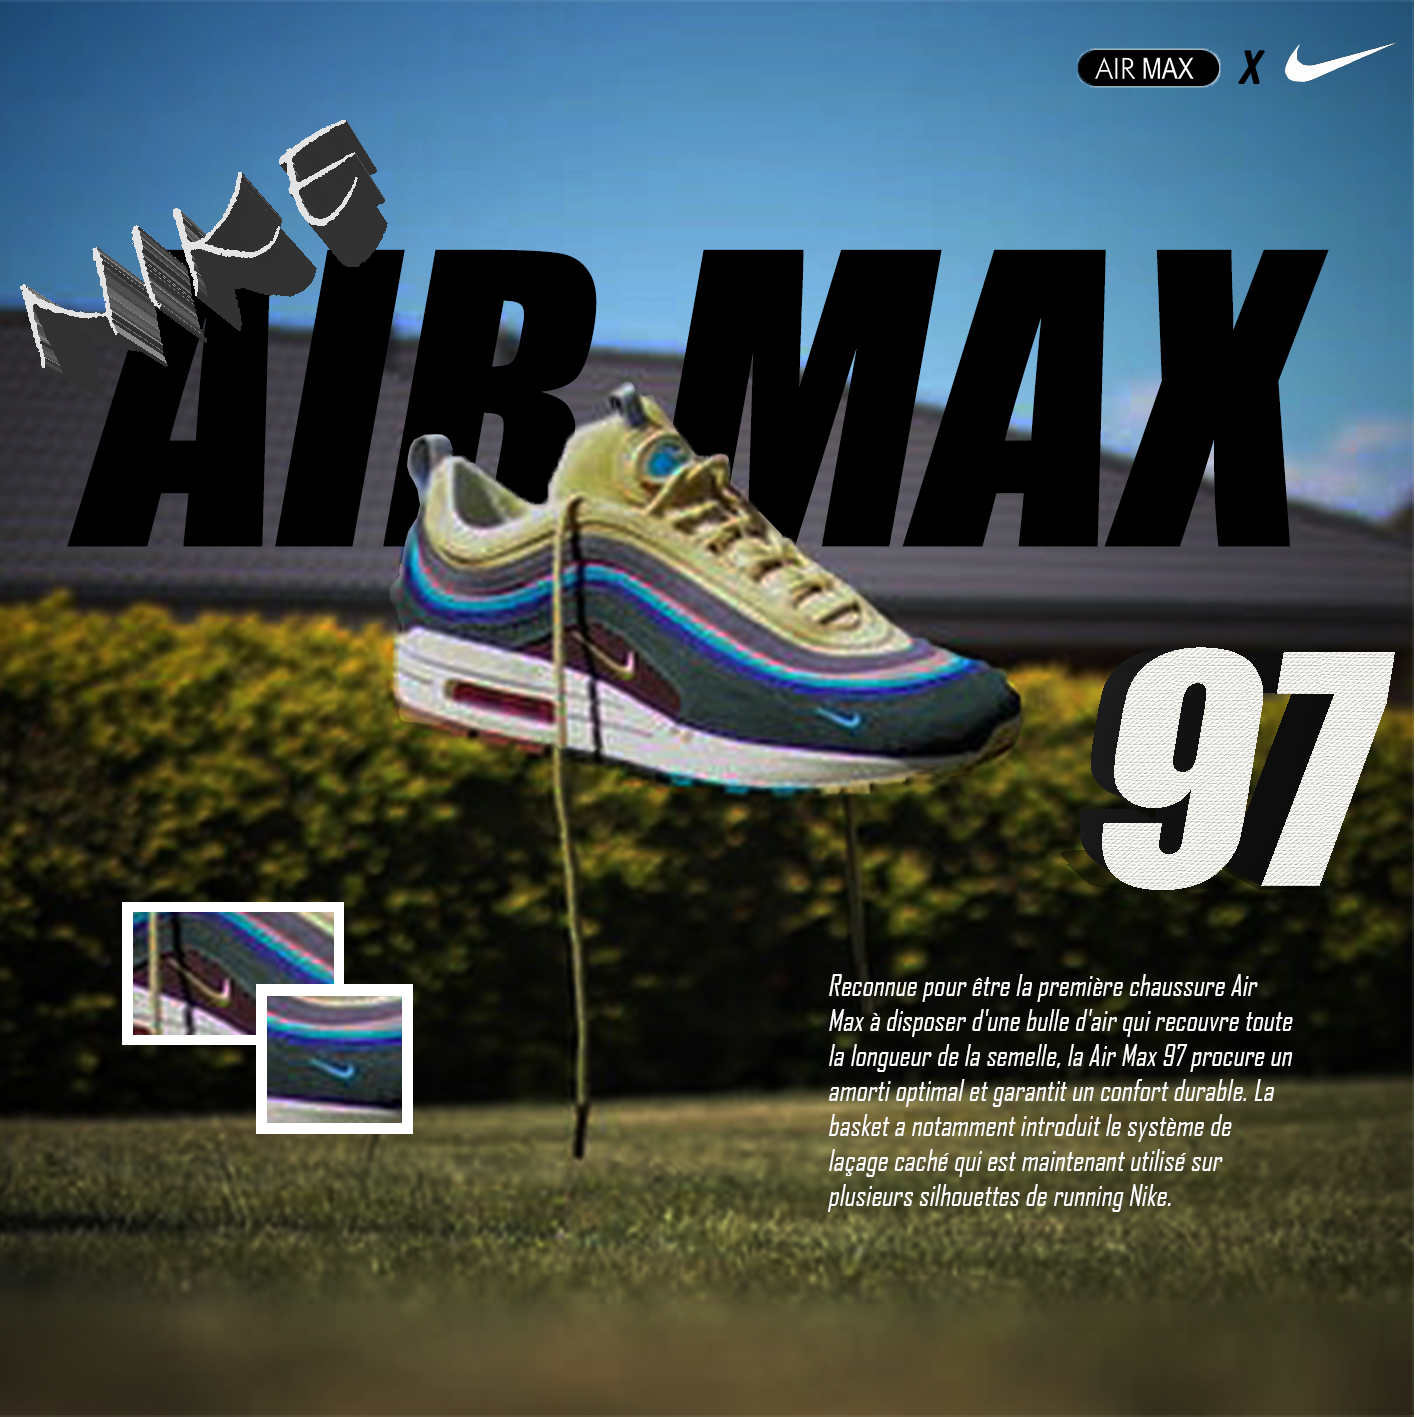 AIR MAX X
AIR MAX
97
Reconnue pour être la première chaussure Air
Max à disposer d'une bulle d'air qui recouvre toute
la longueur de la semelle, la Air Max 97 procure un
amorti optimal et garantit un confort durable. La
basket a notamment introduit le système de
laçage caché qui est maintenant utilisé sur
plusieurs silhouettes de running Nike.